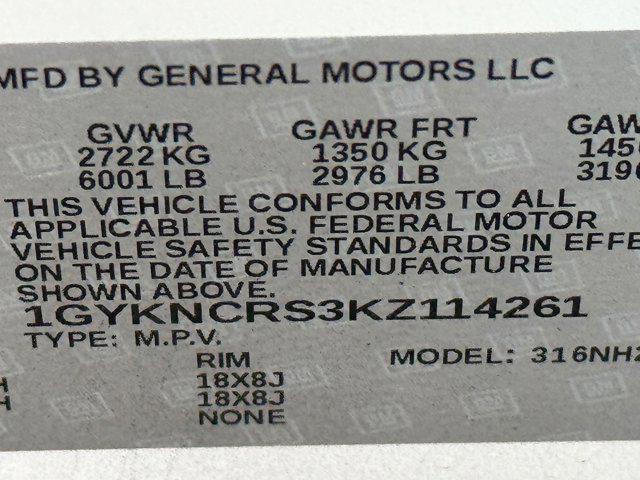 MFD BY GENERAL MOTORS LLC
GVWR GAWR FRT
2722 KG 1350 KG
6001 LB 2976 LB
THIS VEHICLE CONFORMS TO ALL
APPLICABLE U.S. FEDERAL MOTOR
VEHICLE SAFETY STANDARDS IN
ON THE DATE OF MANUFACTURE
SHOWN ABOVE.
1GYKNCRS3KZ114261
TYPE: M.P.V.
RIM MODEL: 316NH2
18X8J
18X8J
NONE